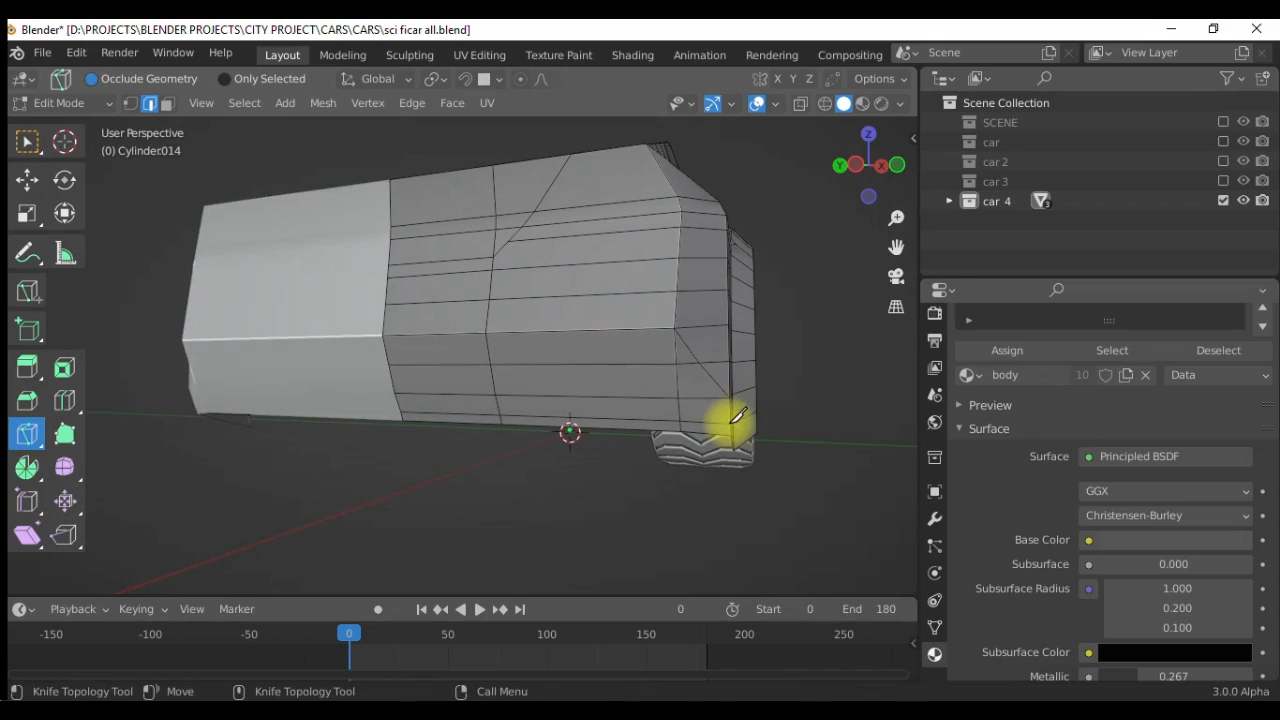 Blender* [D:\PROJECTS\BLENDER PROJECTS\CITY PROJECT\CARS\CARS\sci ficar all.blend]
File Edit Render Window Help Layout Modeling Sculpting UV Editing Texture Paint Shading Animation Rendering Compositing Scene View Layer
Occlude Geometry Only Selected Global X Y Z Options
Edit Mode View Select Add Mesh Vertex Edge Face UV
Scene Collection
SCENE
car
car 2
car 3
car 4
User Perspective
(0) Cylinder.014
Z
Y X
Assign Select Deselect
body 10 Data
Preview
Surface
Surface Principled BSDF
GGX
Christensen-Burley
Base Color
Subsurface 0.000
Subsurface Radius 1.000
0.200
0.100
Subsurface Color
Metallic 0.267
Playback Keying View Marker 0 Start 0 End 180
-150 -100 -50 0 50 100 150 200 250
Knife Topology Tool Move Knife Topology Tool Call Menu 3.0.0 Alpha